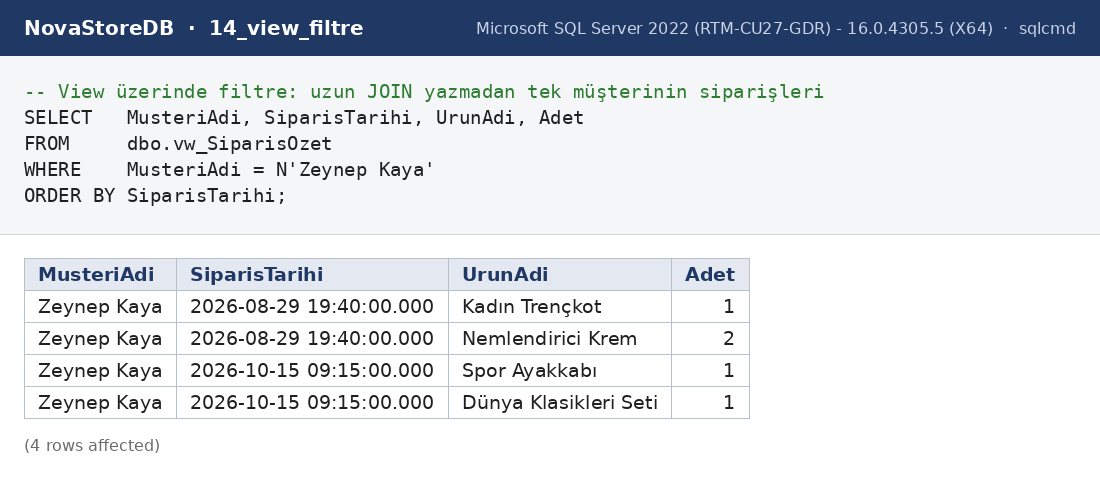 NovaStoreDB · 14_view_filtre
Microsoft SQL Server 2022 (RTM-CU27-GDR) - 16.0.4305.5 (X64) · sqlcmd
-- View üzerinde filtre: uzun JOIN yazmadan tek müşterinin siparişleri
SELECT   MusteriAdi, SiparisTarihi, UrunAdi, Adet
FROM     dbo.vw_SiparisOzet
WHERE    MusteriAdi = N'Zeynep Kaya'
ORDER BY SiparisTarihi;
MusteriAdi SiparisTarihi UrunAdi Adet
Zeynep Kaya 2026-08-29 19:40:00.000 Kadın Trençkot 1
Zeynep Kaya 2026-08-29 19:40:00.000 Nemlendirici Krem 2
Zeynep Kaya 2026-10-15 09:15:00.000 Spor Ayakkabı 1
Zeynep Kaya 2026-10-15 09:15:00.000 Dünya Klasikleri Seti 1
(4 rows affected)